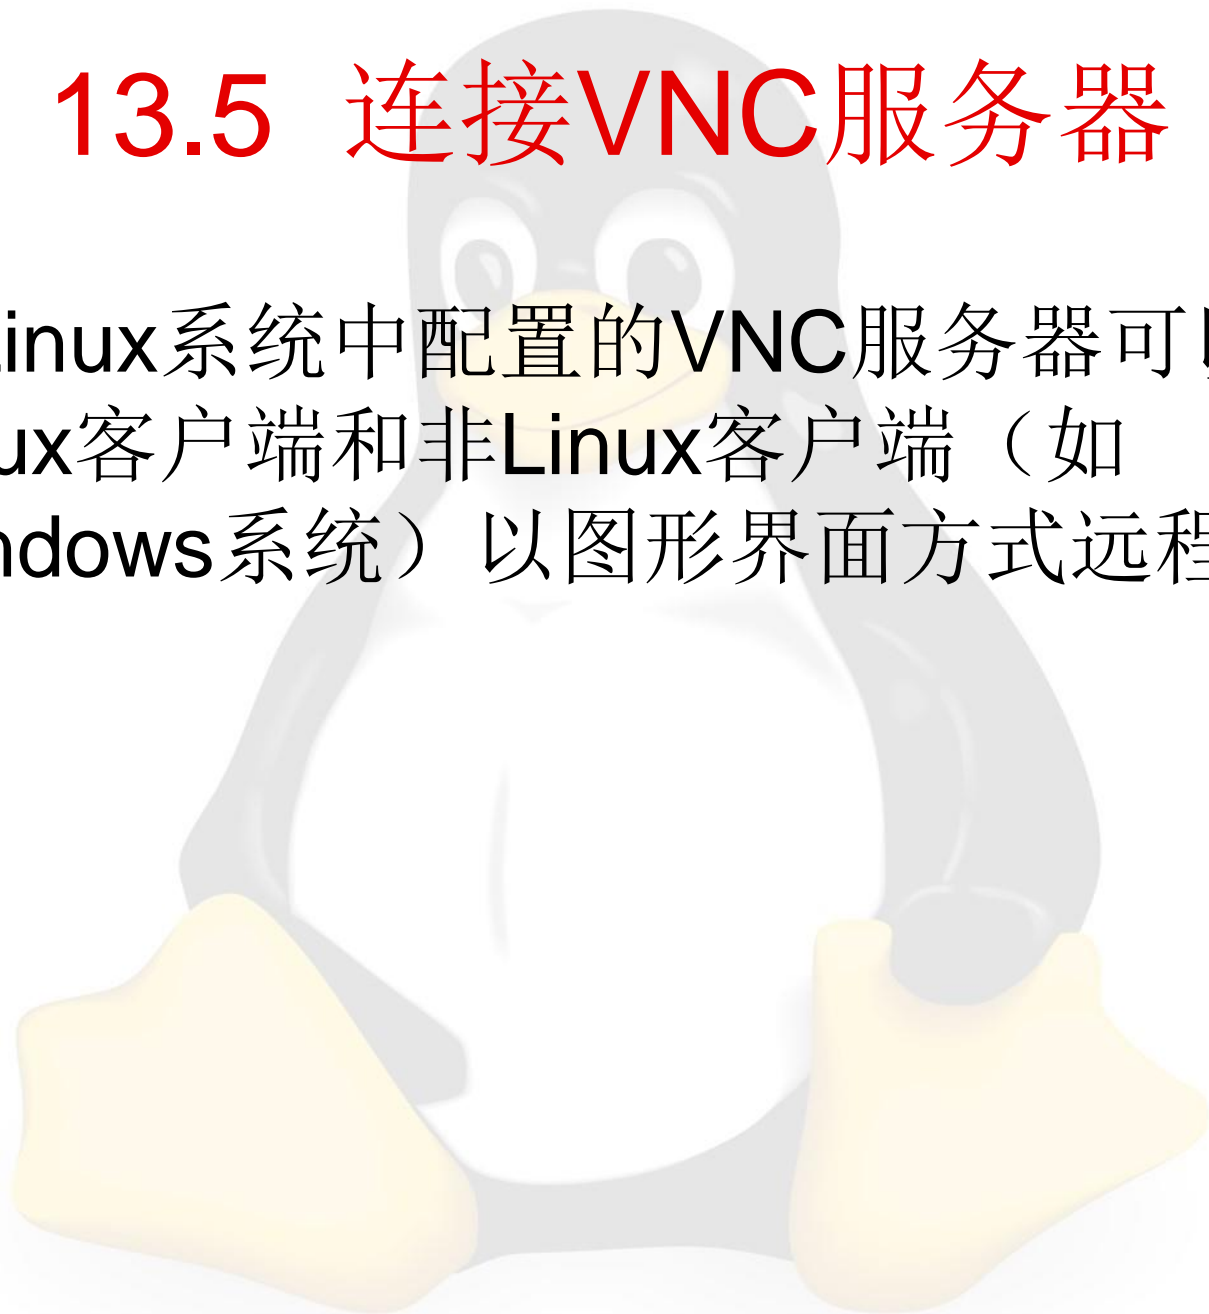 13.5 连接VNC服务器
inux系统中配置的VNC服务器可
ux客户端和非Linux客户端（如
ndows系统）以图形界面方式远程